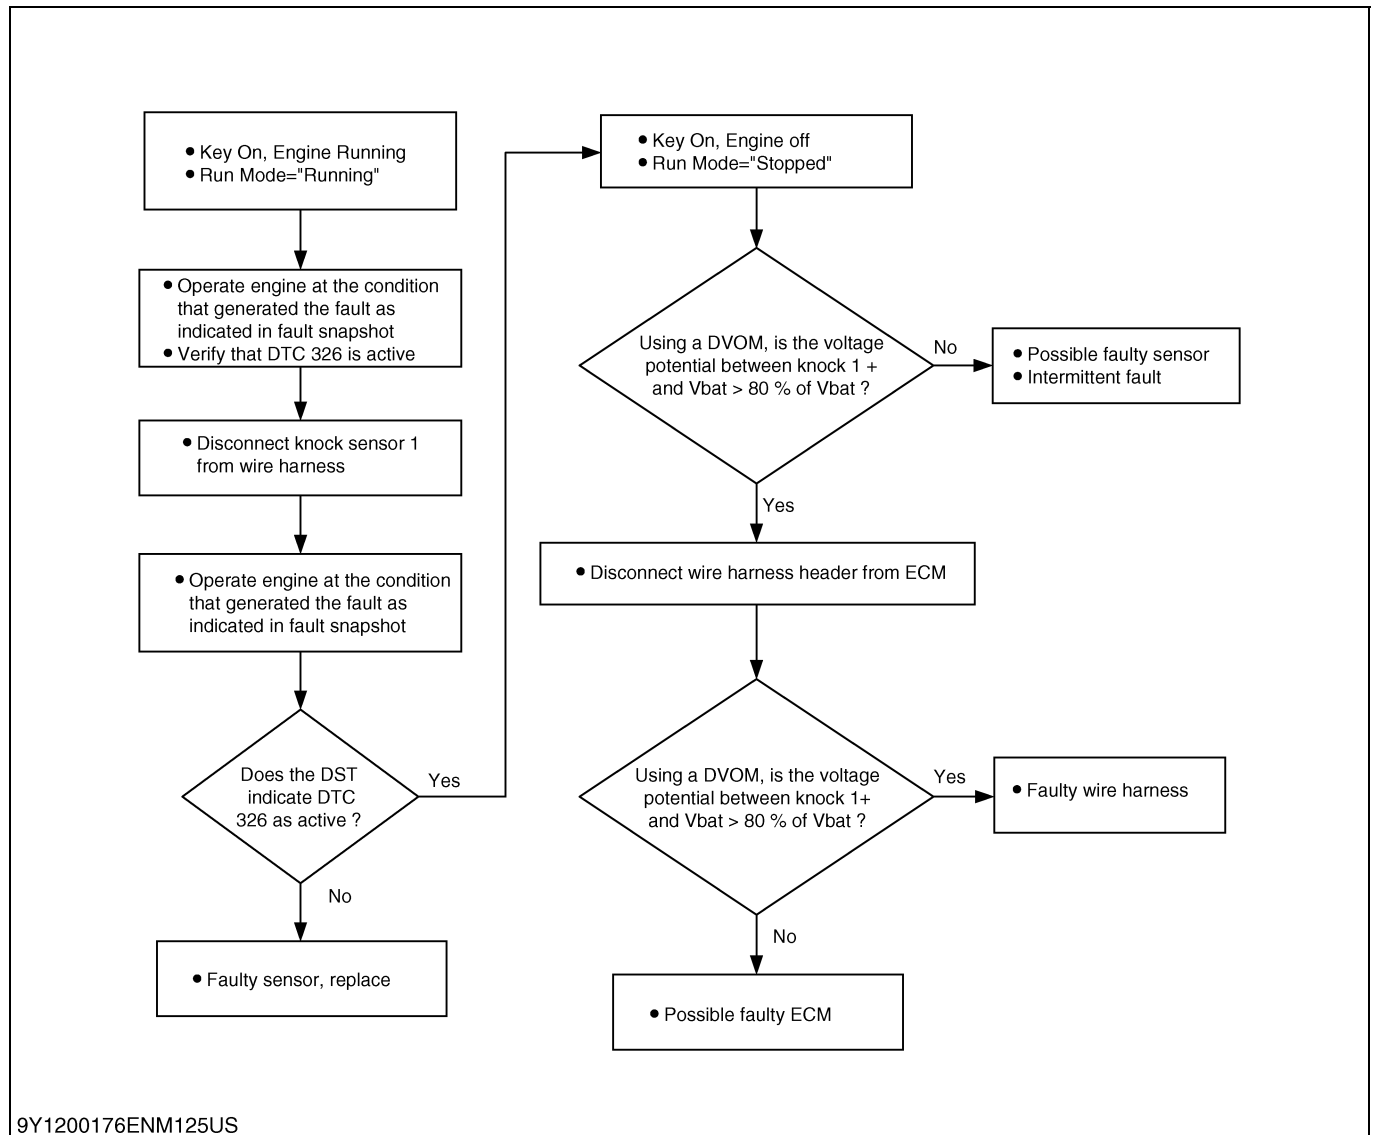 ● Key On, Engine Running
● Run Mode="Running"
● Operate engine at the condition
that generated the fault as
indicated in fault snapshot
● Verify that DTC 326 is active
● Disconnect knock sensor 1
from wire harness
● Operate engine at the condition
that generated the fault as
indicated in fault snapshot
Does the DST
indicate DTC
326 as active ?
Yes
No
● Faulty sensor, replace
● Key On, Engine off
● Run Mode="Stopped"
Using a DVOM, is the voltage
potential between knock 1 +
and Vbat > 80 % of Vbat ?
No
● Possible faulty sensor
● Intermittent fault
Yes
● Disconnect wire harness header from ECM
Using a DVOM, is the voltage
potential between knock 1+
and Vbat > 80 % of Vbat ?
Yes
● Faulty wire harness
No
● Possible faulty ECM
9Y1200176ENM125US